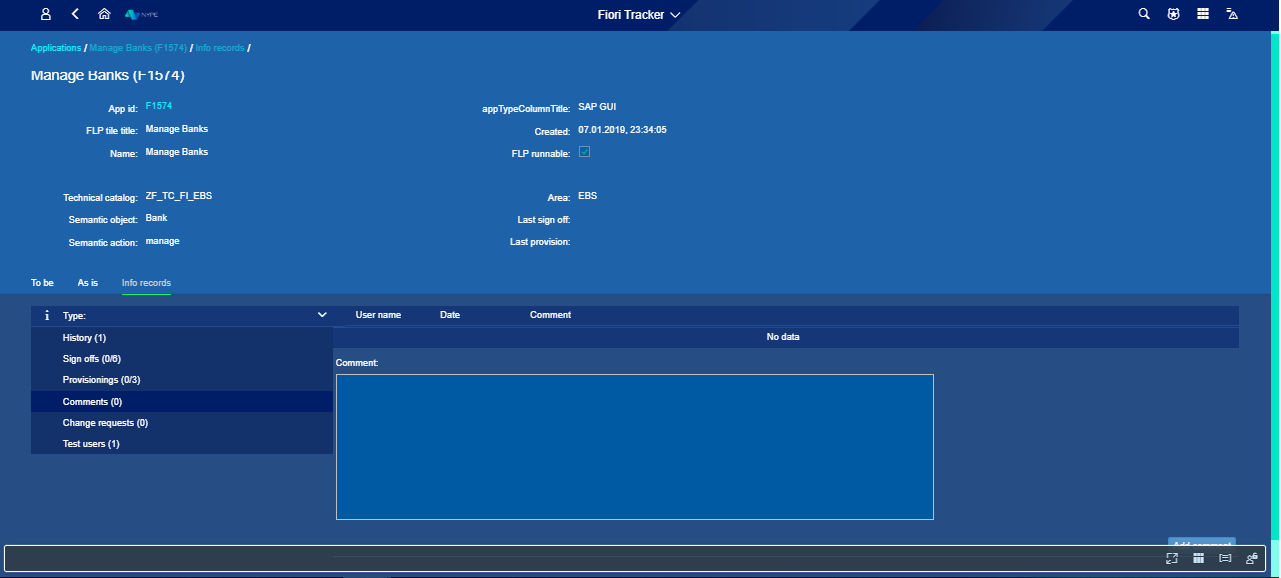 NYPE
Fiori Tracker
Applications / Manage Banks (F1574) / Info records /
Manage Banks (F1574)
App id: F1574
appTypeColumnTitle: SAP GUI
FLP tile title: Manage Banks
Created: 07.01.2019, 23:34:05
Name: Manage Banks
FLP runnable:
Technical catalog: ZF_TC_FI_EBS
Area: EBS
Semantic object: Bank
Last sign off:
Semantic action: manage
Last provision:
To be As is Info records
Type:
User name Date Comment
History (1)
No data
Sign offs (0/6)
Comment:
Provisionings (0/3)
Comments (0)
Change requests (0)
Test users (1)
Add comment